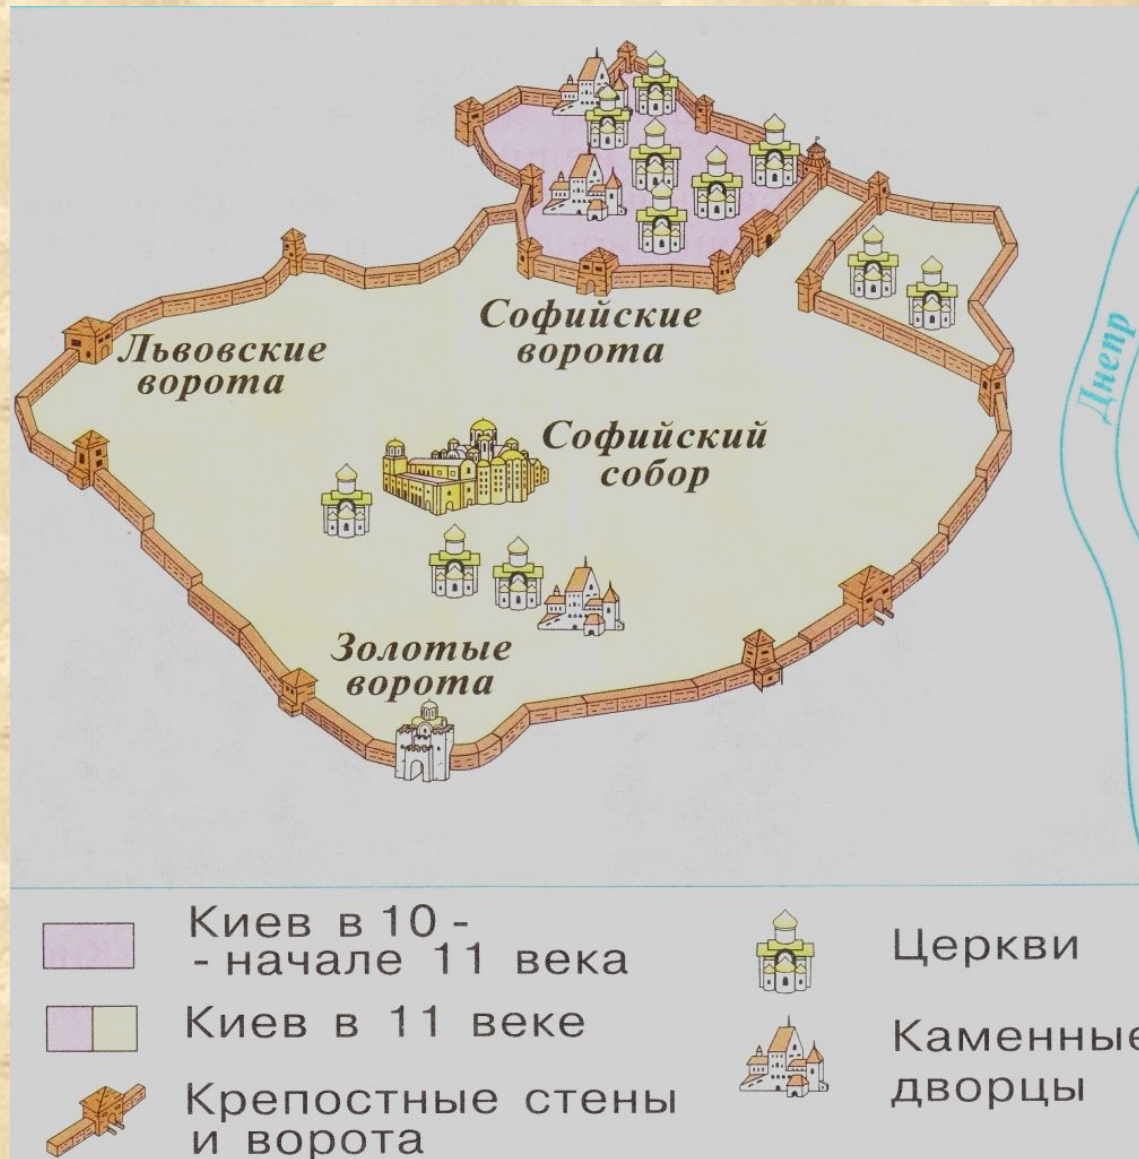 Софийские
ворота
Львовские
ворота
Днепр
Софийский
собор
Золотые
ворота
Киев в 10 -
- начале 11 века
Киев в 11 веке
Крепостные стены
и ворота
Церкви
Каменные
дворцы